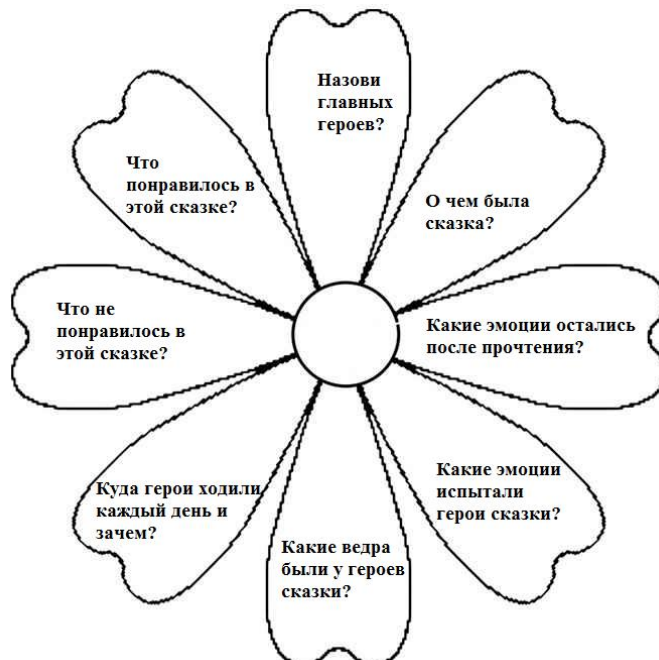 Назови
главных
героев?
О чем была
сказка?
Какие эмоции остались
после прочтения?
Какие эмоции
испытали
герои сказки?
Какие ведра
были у героев
сказки?
Куда герои ходили
каждый день и
зачем?
Что не
понравилось в
этой сказке?
Что
понравилось в
этой сказке?